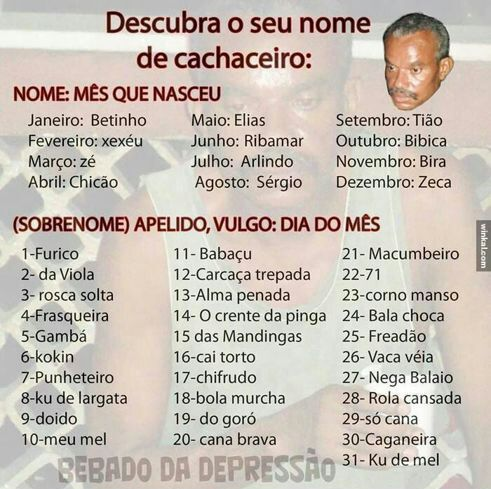 Descubra o seu nome
de cachaceiro:
NOME: MÊS QUE NASCEU
Janeiro: Betinho
Fevereiro: xexéu
Março: zé
Abril: Chicão
Maio: Elias
Junho: Ribamar
Julho: Arlindo
Agosto: Sérgio
Setembro: Tião
Outubro: Bibica
Novembro: Bira
Dezembro: Zeca
(SOBRENOME) APELIDO, VULGO: DIA DO MÊS
1-Furico
2- da Viola
3- rosca solta
4-Frasqueira
5-Gambá
6-kokin
7-Punheteiro
8-ku de largata
9-doido
10-meu mel
11- Babaçu
12-Carcaça trepada
13-Alma penada
14- O crente da pinga
15 das Mandingas
16-cai torto
17-chifrudo
18-bola murcha
19- do goró
20- cana brava
21- Macumbeiro
22-71
23-corno manso
24- Bala choca
25- Freadão
26- Vaca véia
27- Nega Balaio
28- Rola cansada
29-só cana
30-Caganeira
31- Ku de mel
BEBADO DA DEPRESSÃO
winkal.com